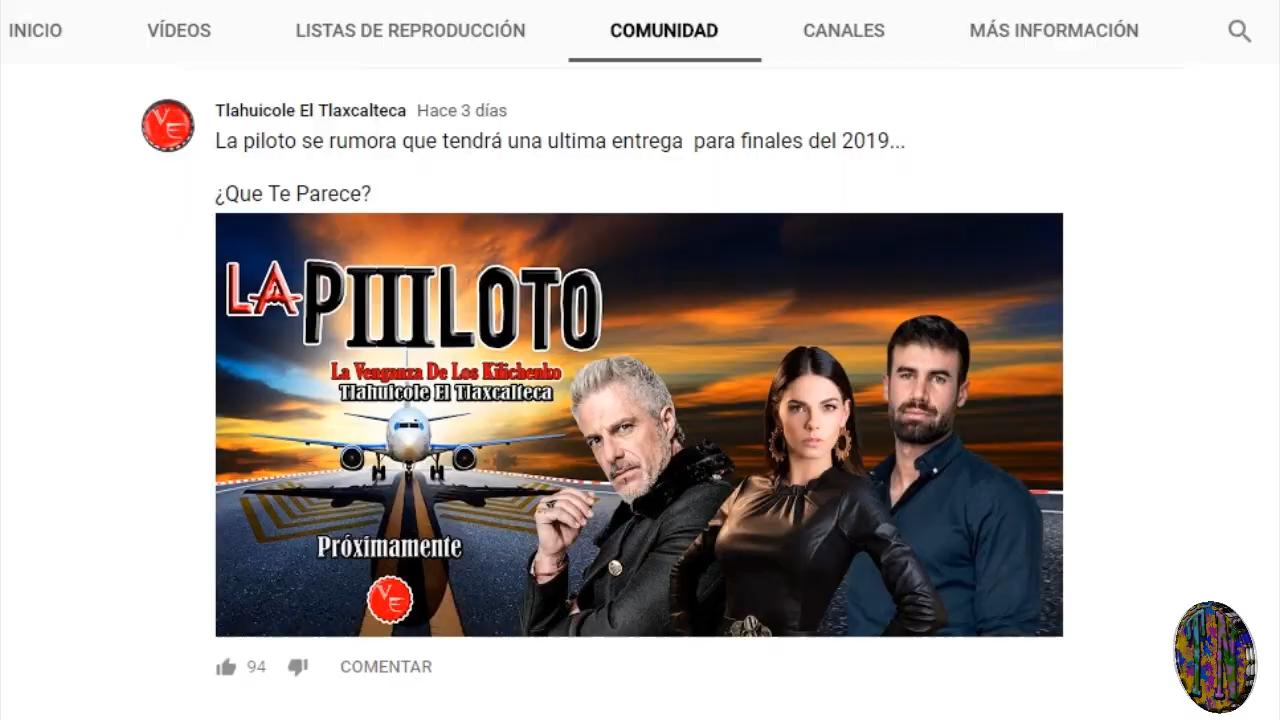 INICIO VÍDEOS LISTAS DE REPRODUCCIÓN COMUNIDAD CANALES MÁS INFORMACIÓN
Tlahuicole El Tlaxcalteca Hace 3 días
La piloto se rumora que tendrá una ultima entrega para finales del 2019...
¿Que Te Parece?
LA PIIILOTO
La Venganza De Los Kilichenko
Tlahuicole El Tlaxcalteca
Próximamente
VE
94 COMENTAR